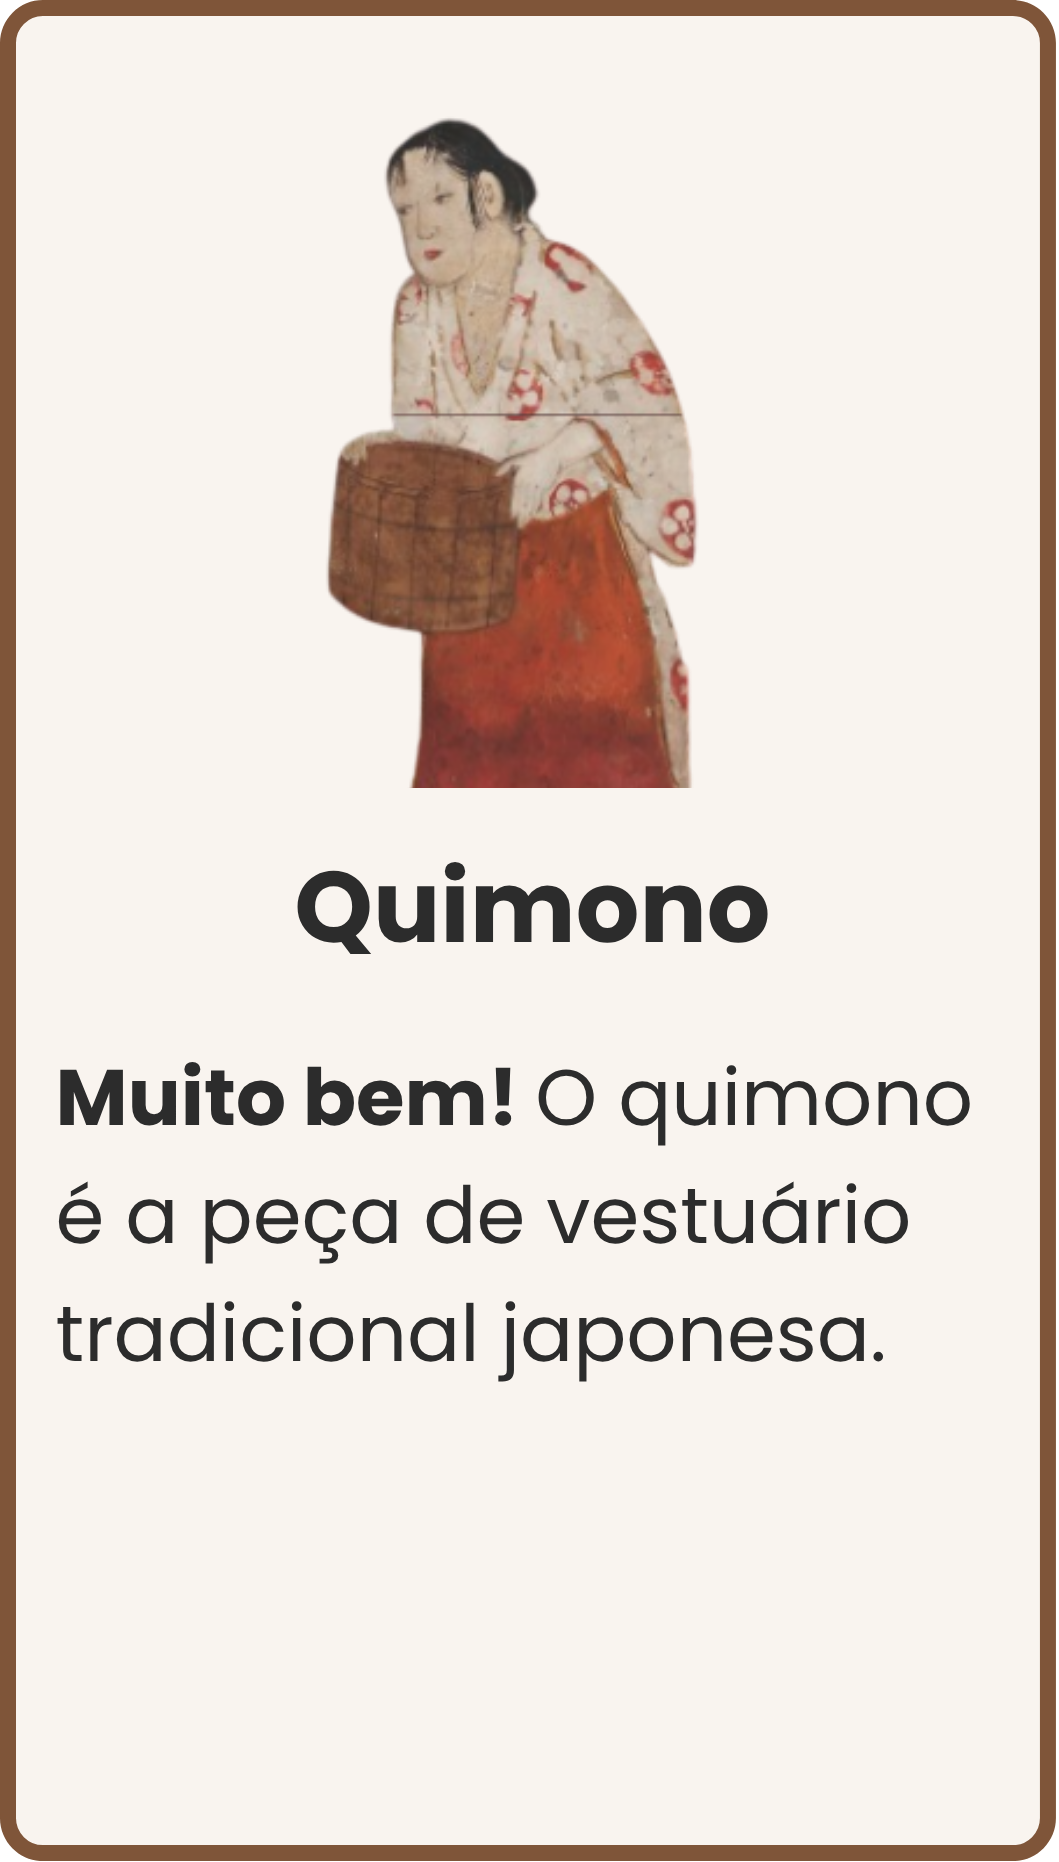 Quimono
Muito bem! O quimono
é a peça de vestuário
tradicional japonesa.